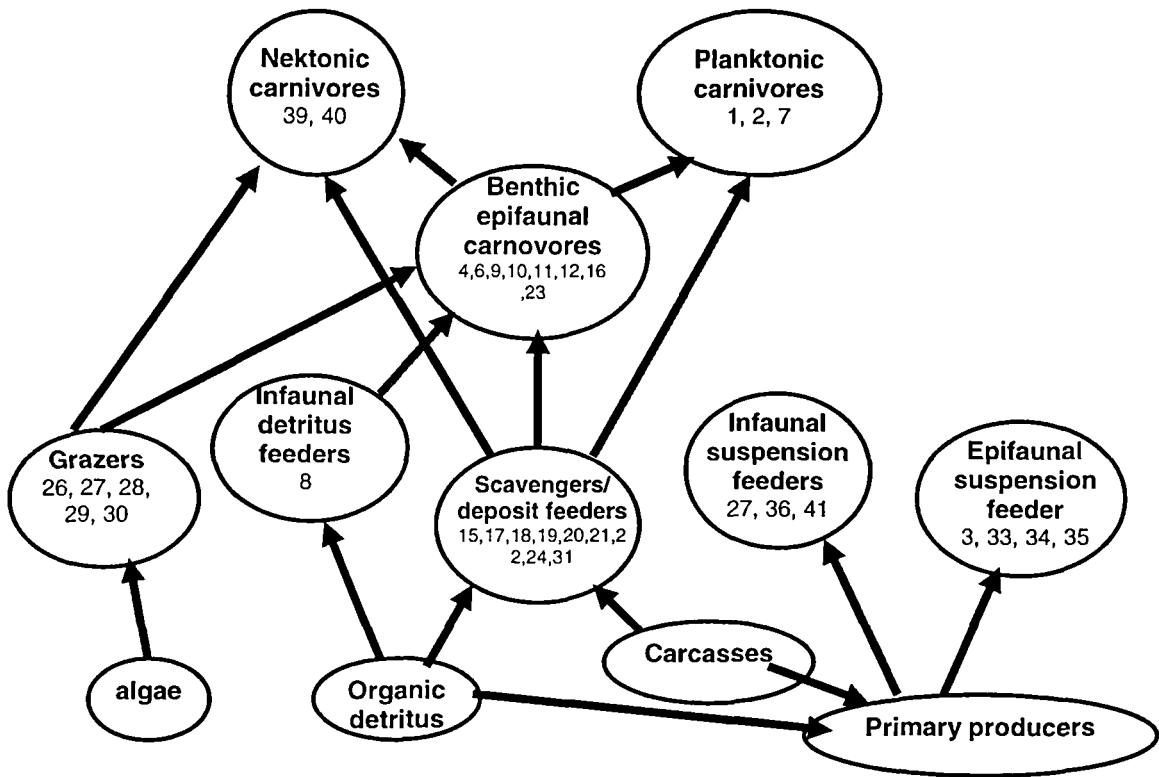 Nektonic
carnivores
39, 40
Planktonic
carnivores
1, 2, 7
Benthic
epifaunal
carnovores
4,6,9,10,11,12,16
,23
Infaunal
detritus
feeders
8
Grazers
26, 27, 28,
29, 30
Scavengers/
deposit feeders
15,17,18,19,20,21,2
2,24,31
Infaunal
suspension
feeders
27, 36, 41
Epifaunal
suspension
feeder
3, 33, 34, 35
algae
Organic
detritus
Carcasses
Primary producers